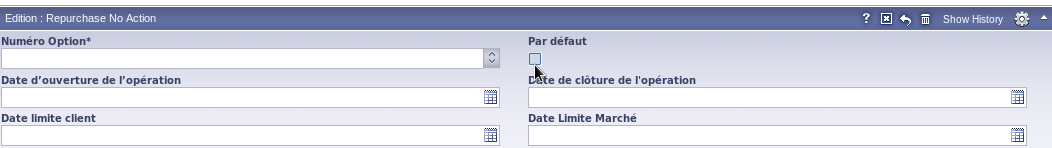 Edition : Repurchase No Action ? Show History
Numéro Option* Par défaut
Date d’ouverture de l’opération Date de clôture de l'opération
Date limite client Date Limite Marché